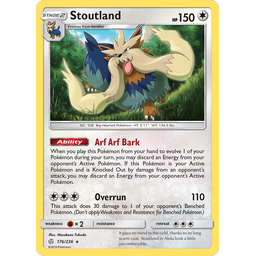 STAGE 2 Stoutland HP 150
Evolves from Herdier
NO. 508 Big-Hearted Pokémon HT: 3'11" WT: 134.5 lbs.
Ability Arf Arf Bark
When you play this Pokémon from your hand to evolve 1 of your
Pokémon during your turn, you may discard an Energy from your
opponent's Active Pokémon. If this Pokémon is your Active
Pokémon and is Knocked Out by damage from an opponent's
attack, you may discard an Energy from your opponent's Active
Pokémon.
Overrun 110
This attack does 30 damage to 1 of your opponent's Benched
Pokémon. (Don't apply Weakness and Resistance for Benched Pokémon.)
weakness ×2 resistance retreat
Illus. Masakazu Fukuda
176/236